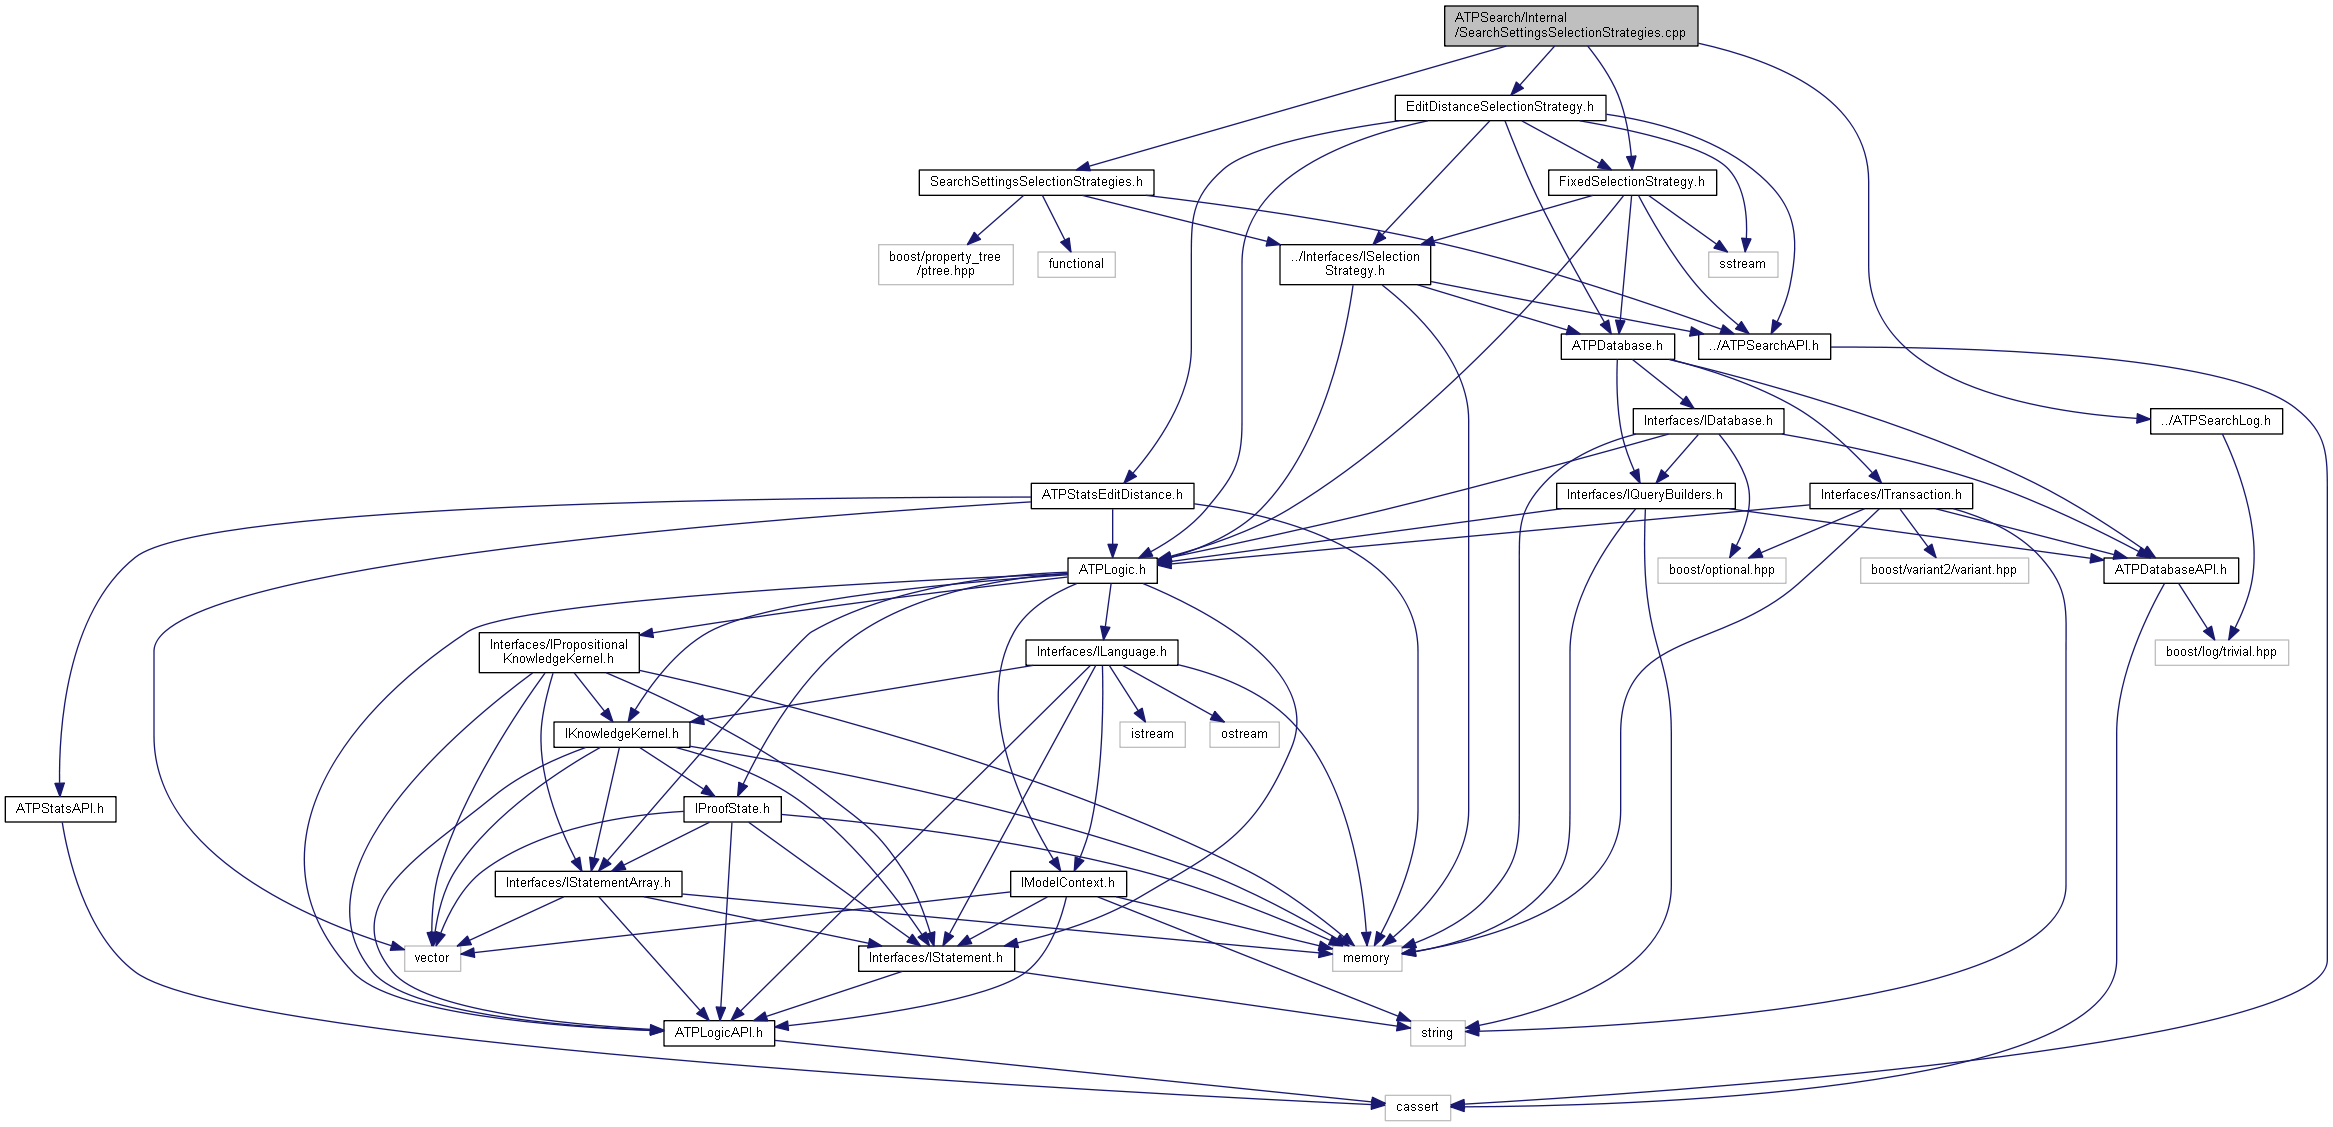 ATPSearch/Internal
/SearchSettingsSelectionStrategies.cpp
EditDistanceSelectionStrategy.h
SearchSettingsSelectionStrategies.h
FixedSelectionStrategy.h
boost/property_tree
/ptree.hpp
functional
../Interfaces/ISelection
Strategy.h
sstream
ATPDatabase.h
../ATPSearchAPI.h
Interfaces/IDatabase.h
../ATPSearchLog.h
ATPStatsEditDistance.h
Interfaces/IQueryBuilders.h
Interfaces/ITransaction.h
ATPLogic.h
boost/optional.hpp
boost/variant2/variant.hpp
ATPDatabaseAPI.h
Interfaces/IPropositional
KnowledgeKernel.h
Interfaces/ILanguage.h
boost/log/trivial.hpp
IKnowledgeKernel.h
istream
ostream
ATPStatsAPI.h
IProofState.h
Interfaces/IStatementArray.h
IModelContext.h
vector
Interfaces/IStatement.h
memory
ATPLogicAPI.h
string
cassert